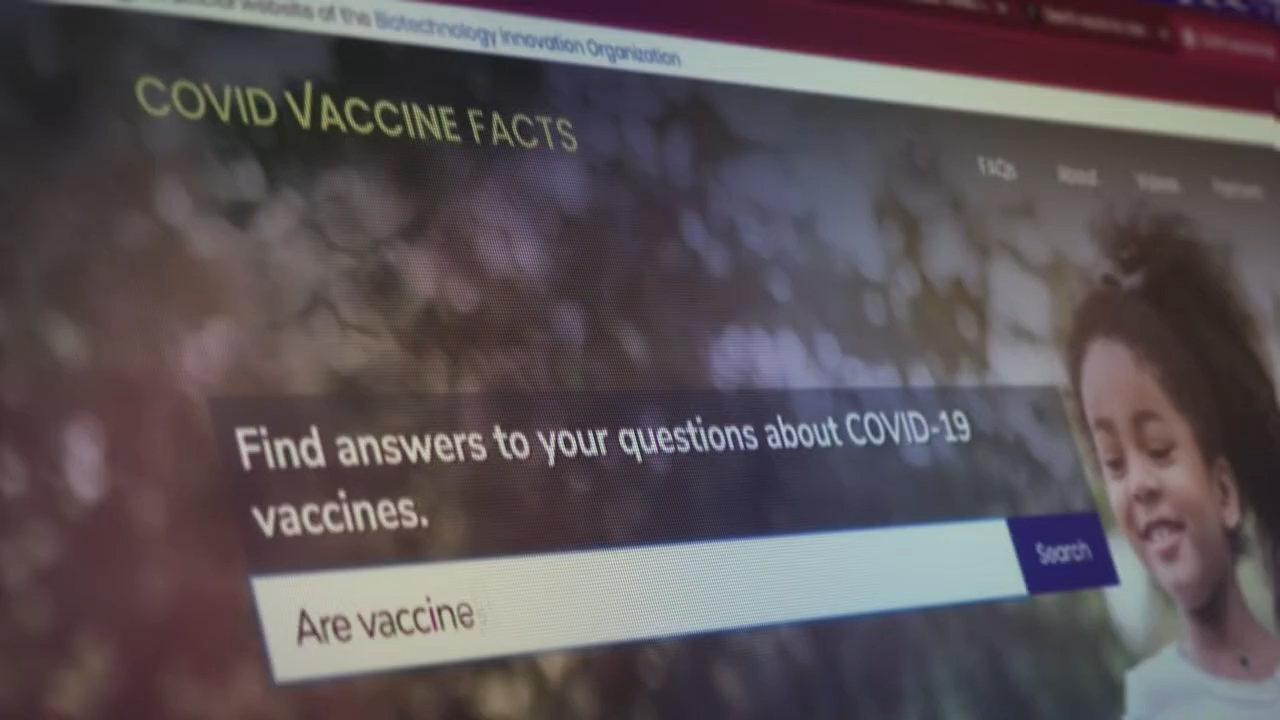 website of the Biotechnology Innovation Organization
COVID VACCINE FACTS
FAQs About Videos
Find answers to your questions about COVID-19
vaccines.
Are vaccines
Search